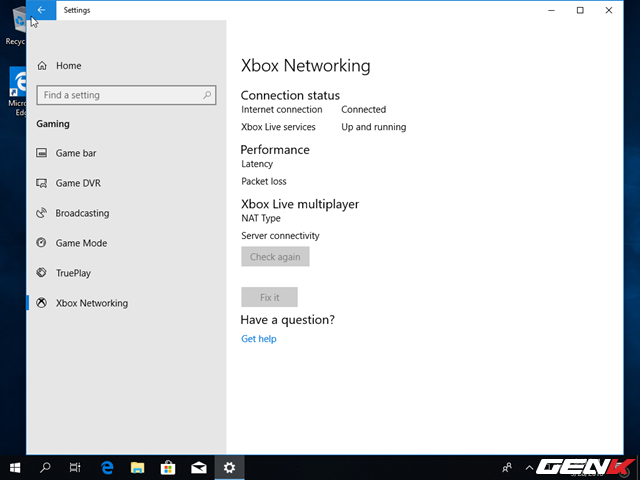 Settings
Recyc
Home
Find a setting
Gaming
Game bar
Game DVR
Broadcasting
Game Mode
TruePlay
Xbox Networking
Xbox Networking
Connection status
Internet connection Connected
Xbox Live services Up and running
Performance
Latency
Packet loss
Xbox Live multiplayer
NAT Type
Server connectivity
Check again
Fix it
Have a question?
Get help
Micro
Edg
GENK